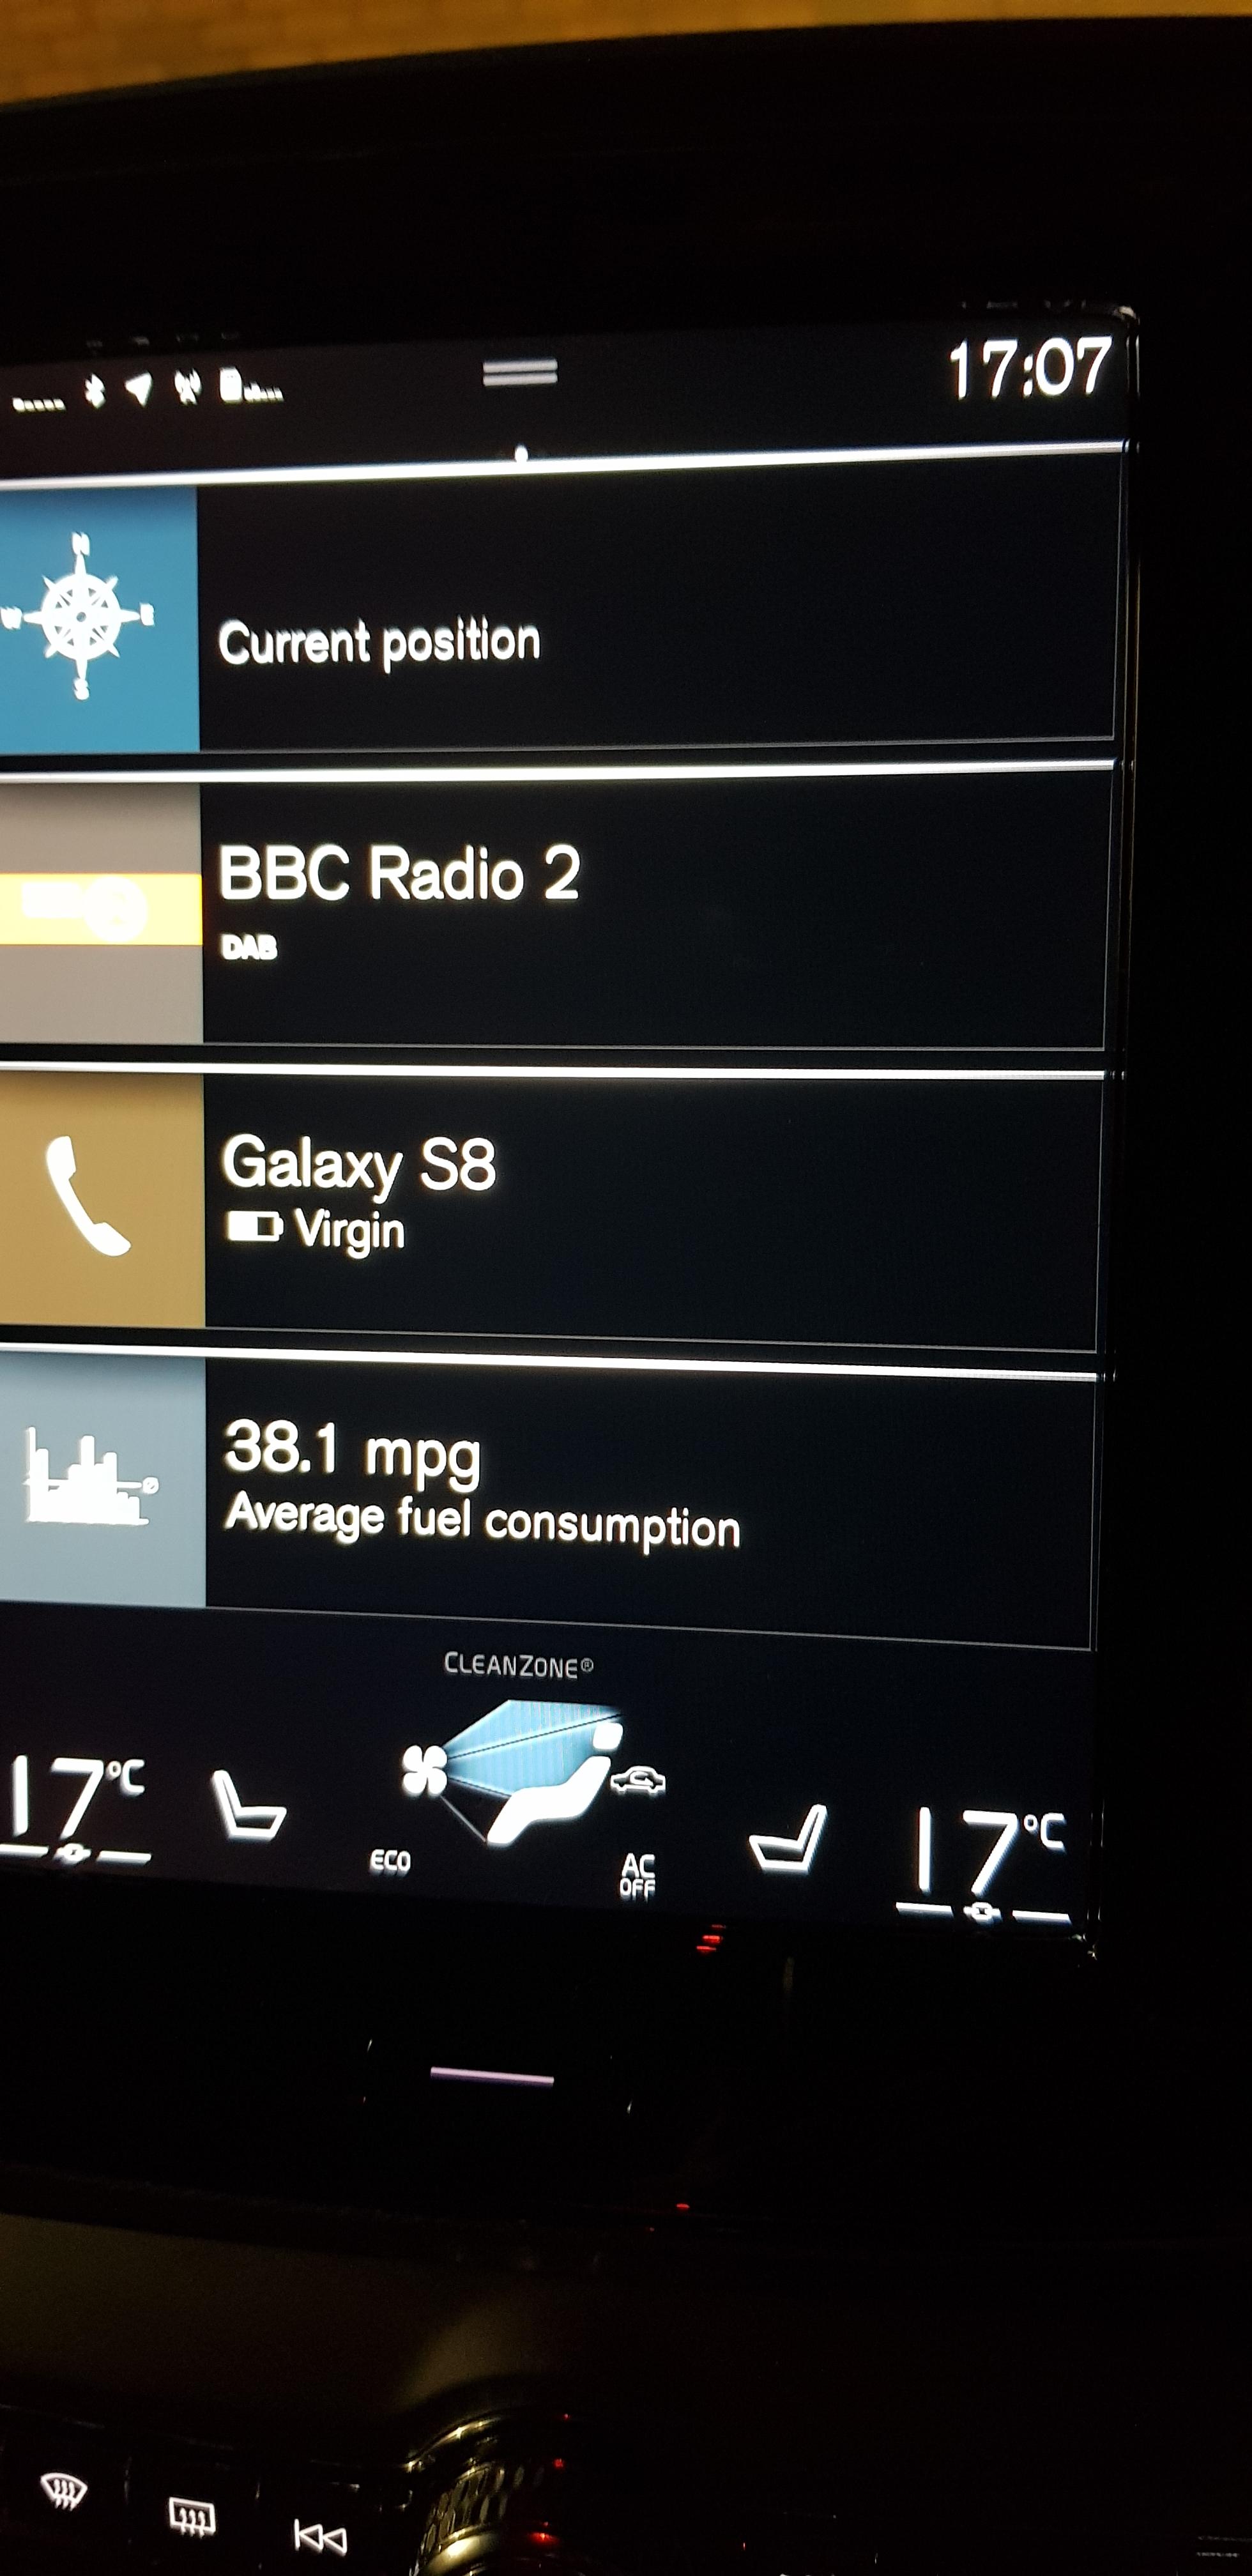 17:07
N
W E
S
Current position
BBC Radio 2
DAB
Galaxy S8
Virgin
38.1 mpg
Average fuel consumption
CLEANZONE®
17°C
ECO
AC
OFF
17°C